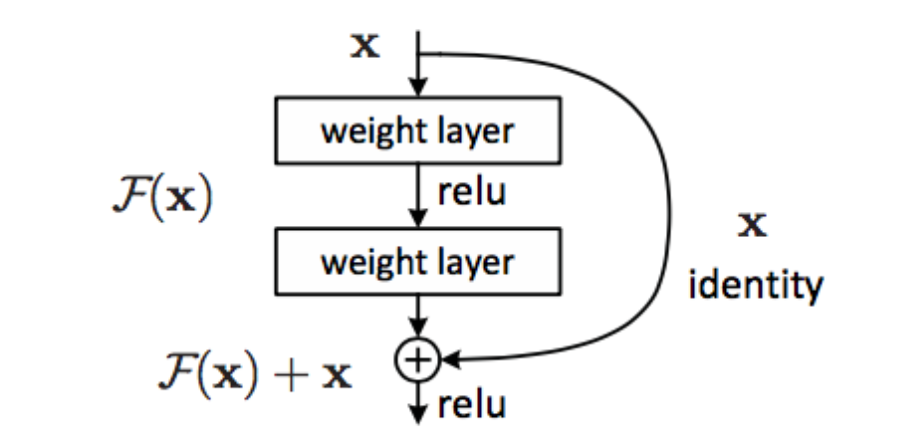 x
weight layer
relu
F(x)
weight layer
x
identity
F(x) + x
relu